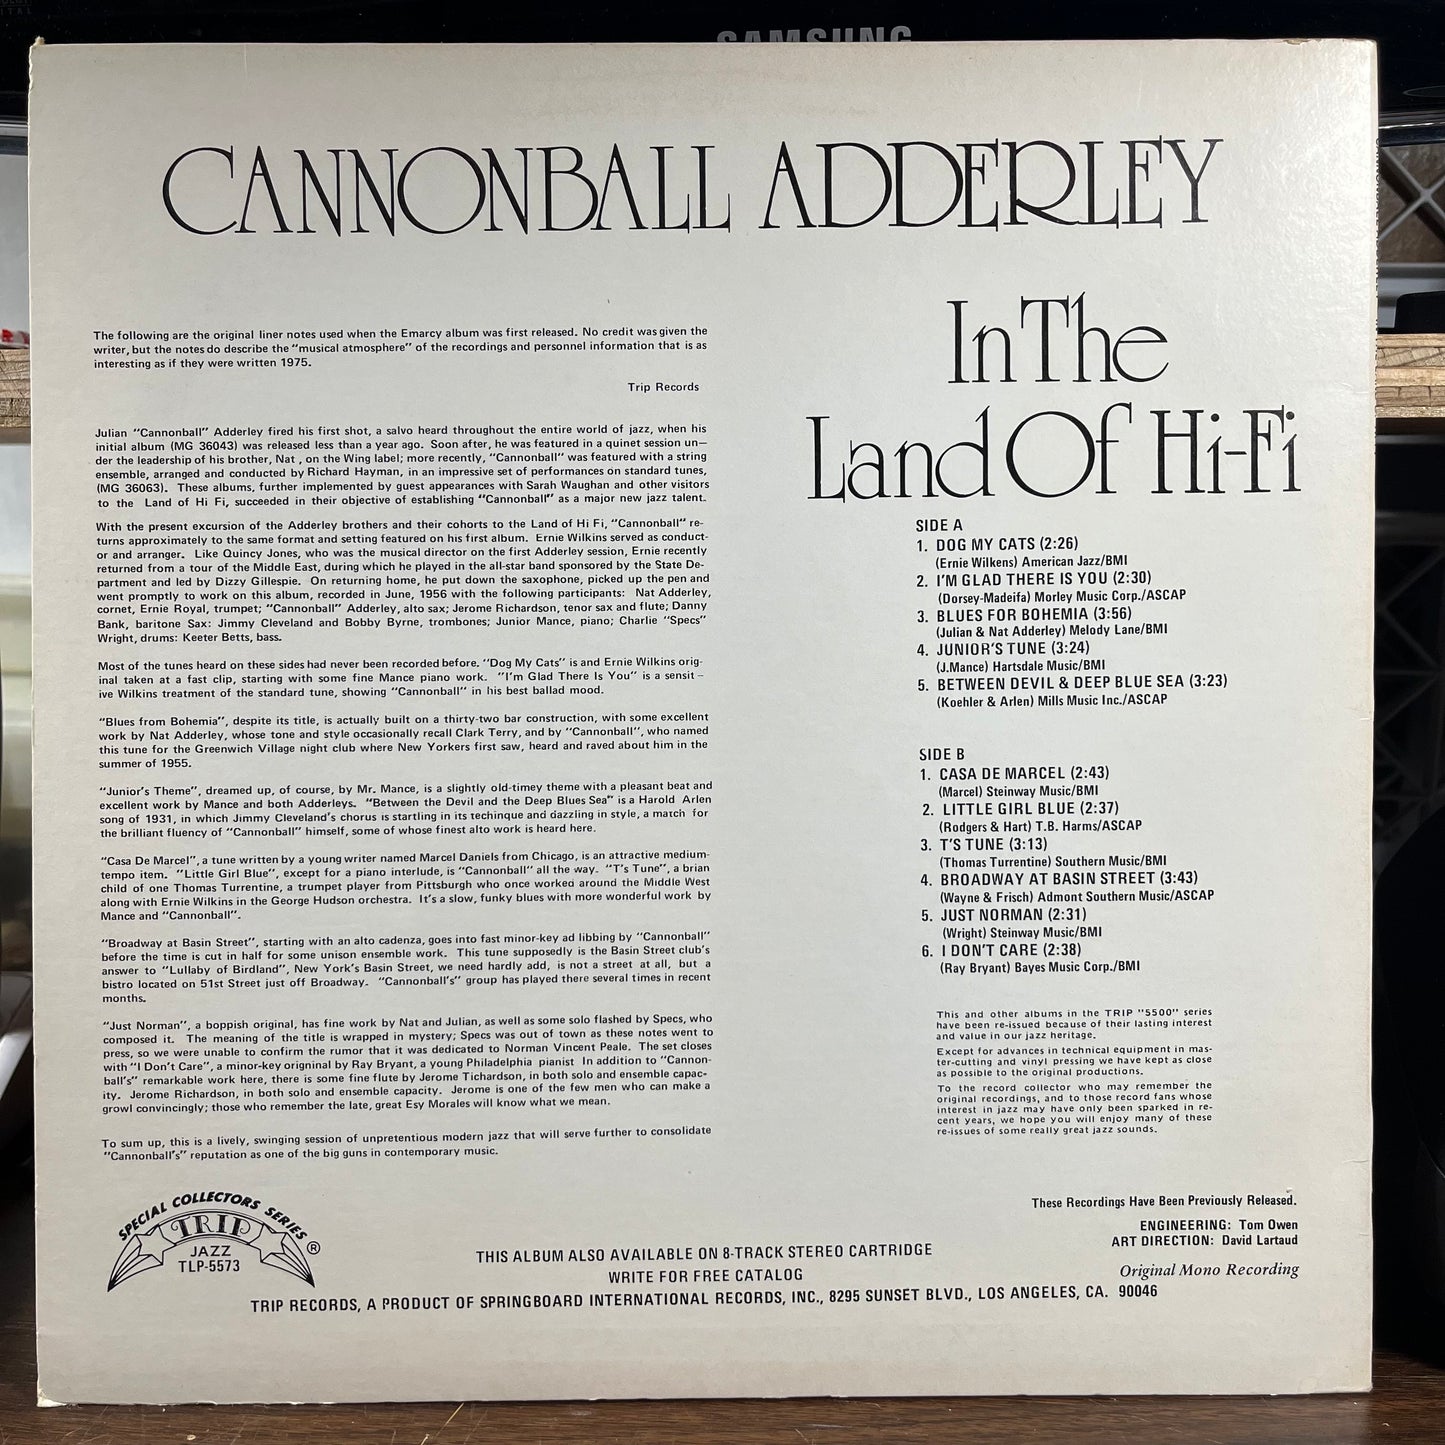 SAMSUNG
CANNONBALL ADDERLEY
In The
Land Of Hi-Fi
The following are the original liner notes used when the Emarcy album was first released. No credit was given the
writer, but the notes do describe the "musical atmosphere" of the recordings and personnel information that is as
interesting as if they were written 1975.
Trip Records
Julian "Cannonball" Adderley fired his first shot, a salvo heard throughout the entire world of jazz, when his
initial album (MG 36043) was released less than a year ago. Soon after, he was featured in a quinet session un—
der the leadership of his brother, Nat , on the Wing label; more recently, "Cannonball" was featured with a string
ensemble, arranged and conducted by Richard Hayman, in an impressive set of performances on standard tunes,
(MG 36063). These albums, further implemented by guest appearances with Sarah Waughan and other visitors
to the Land of Hi Fi, succeeded in their objective of establishing "Cannonball" as a major new jazz talent.
With the present excursion of the Adderley brothers and their cohorts to the Land of Hi Fi, "Cannonball" re-
turns approximately to the same format and setting featured on his first album. Ernie Wilkins served as conduct-
or and arranger. Like Quincy Jones, who was the musical director on the first Adderley session, Ernie recently
returned from a tour of the Middle East, during which he played in the all-star band sponsored by the State De-
partment and led by Dizzy Gillespie. On returning home, he put down the saxophone, picked up the pen and
went promptly to work on this album, recorded in June, 1956 with the following participants: Nat Adderley,
cornet, Ernie Royal, trumpet; "Cannonball" Adderley, alto sax; Jerome Richardson, tenor sax and flute; Danny
Bank, baritone Sax: Jimmy Cleveland and Bobby Byrne, trombones; Junior Mance, piano; Charlie "Specs"
Wright, drums: Keeter Betts, bass.
Most of the tunes heard on these sides had never been recorded before. "Dog My Cats" is and Ernie Wilkins orig-
inal taken at a fast clip, starting with some fine Mance piano work. "I'm Glad There Is You" is a sensit –
ive Wilkins treatment of the standard tune, showing "Cannonball" in his best ballad mood.
"Blues from Bohemia", despite its title, is actually built on a thirty-two bar construction, with some excellent
work by Nat Adderley, whose tone and style occasionally recall Clark Terry, and by "Cannonball", who named
this tune for the Greenwich Village night club where New Yorkers first saw, heard and raved about him in the
summer of 1955.
"Junior's Theme", dreamed up, of course, by Mr. Mance, is a slightly old-timey theme with a pleasant beat and
excellent work by Mance and both Adderleys. "Between the Devil and the Deep Blues Sea" is a Harold Arlen
song of 1931, in which Jimmy Cleveland's chorus is startling in its techinque and dazzling in style, a match for
the brilliant fluency of "Cannonball" himself, some of whose finest alto work is heard here.
"Casa De Marcel", a tune written by a young writer named Marcel Daniels from Chicago, is an attractive medium-
tempo item. "Little Girl Blue", except for a piano interlude, is "Cannonball" all the way. "T's Tune", a brian
child of one Thomas Turrentine, a trumpet player from Pittsburgh who once worked around the Middle West
along with Ernie Wilkins in the George Hudson orchestra. It's a slow, funky blues with more wonderful work by
Mance and "Cannonball".
"Broadway at Basin Street", starting with an alto cadenza, goes into fast minor-key ad libbing by "Cannonball"
before the time is cut in half for some unison ensemble work. This tune supposedly is the Basin Street club's
answer to "Lullaby of Birdland", New York's Basin Street, we need hardly add, is not a street at all, but a
bistro located on 51st Street just off Broadway. "Cannonball's" group has played there several times in recent
months.
"Just Norman", a boppish original, has fine work by Nat and Julian, as well as some solo flashed by Specs, who
composed it. The meaning of the title is wrapped in mystery; Specs was out of town as these notes went to
press, so we were unable to confirm the rumor that it was dedicated to Norman Vincent Peale. The set closes
with "I Don't Care", a minor-key origninal by Ray Bryant, a young Philadelphia pianist In addition to "Cannon-
ball's" remarkable work here, there is some fine flute by Jerome Tichardson, in both solo and ensemble capac-
ity. Jerome Richardson, in both solo and ensemble capacity. Jerome is one of the few men who can make a
growl convincingly; those who remember the late, great Esy Morales will know what we mean.
To sum up, this is a lively, swinging session of unpretentious modern jazz that will serve further to consolidate
"Cannonball's" reputation as one of the big guns in contemporary music.
SIDE A
1. DOG MY CATS (2:26)
(Ernie Wilkens) American Jazz/BMI
2. I'M GLAD THERE IS YOU (2:30)
(Dorsey-Madeifa) Morley Music Corp./ASCAP
3. BLUES FOR BOHEMIA (3:56)
(Julian & Nat Adderley) Melody Lane/BMI
4. JUNIOR'S TUNE (3:24)
(J.Mance) Hartsdale Music/BMI
5. BETWEEN DEVIL & DEEP BLUE SEA (3:23)
(Koehler & Arlen) Mills Music Inc./ASCAP
SIDE B
1. CASA DE MARCEL (2:43)
(Marcel) Steinway Music/BMI
2. LITTLE GIRL BLUE (2:37)
(Rodgers & Hart) T.B. Harms/ASCAP
3. T'S TUNE (3:13)
(Thomas Turrentine) Southern Music/BMI
4. BROADWAY AT BASIN STREET (3:43)
(Wayne & Frisch) Admont Southern Music/ASCAP
5. JUST NORMAN (2:31)
(Wright) Steinway Music/BMI
6. I DON'T CARE (2:38)
(Ray Bryant) Bayes Music Corp./BMI
This and other albums in the TRIP "5500" series
have been re-issued because of their lasting interest
and value in our jazz heritage.
Except for advances in technical equipment in mas-
ter-cutting and vinyl pressing we have kept as close
as possible to the original productions.
To the record collector who may remember the
original recordings, and to those record fans whose
interest in jazz may have only been sparked in re-
cent years, we hope you will enjoy many of these
re-issues of some really great jazz sounds.
These Recordings Have Been Previously Released.
ENGINEERING: Tom Owen
ART DIRECTION: David Lartaud
Original Mono Recording
SPECIAL COLLECTORS SERIES
TRIP
JAZZ
TLP-5573
®
THIS ALBUM ALSO AVAILABLE ON 8-TRACK STEREO CARTRIDGE
WRITE FOR FREE CATALOG
TRIP RECORDS, A PRODUCT OF SPRINGBOARD INTERNATIONAL RECORDS, INC., 8295 SUNSET BLVD., LOS ANGELES, CA. 90046